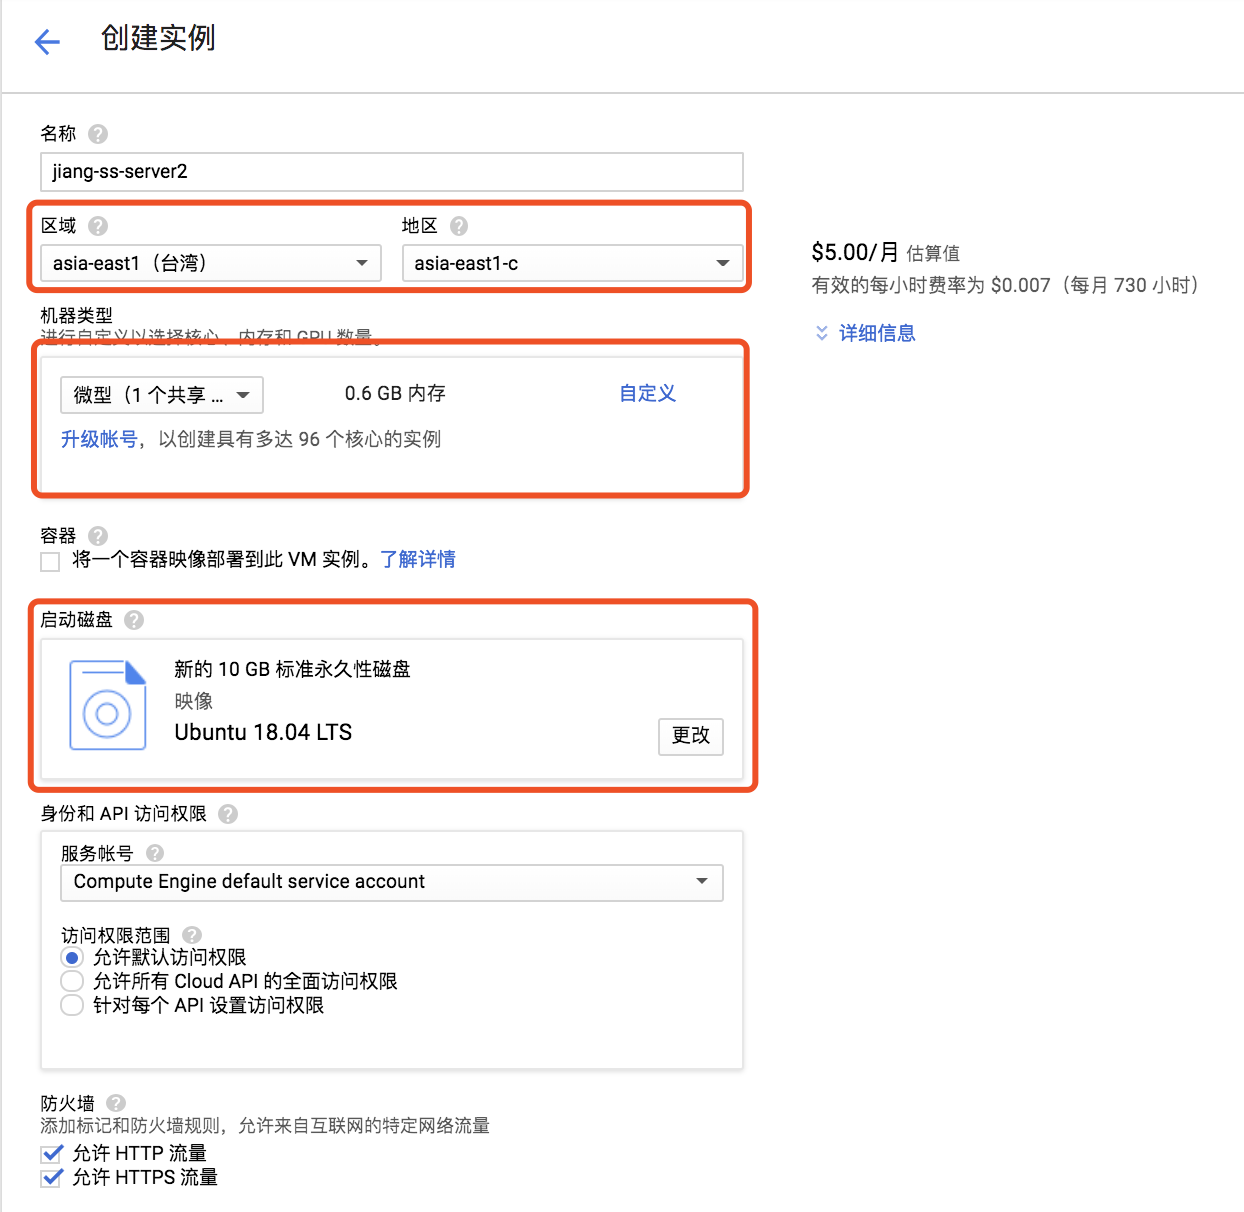 创建实例
名称
jiang-ss-server2
区域 地区
asia-east1（台湾） asia-east1-c
$5.00/月 估算值
有效的每小时费率为 $0.007（每月 730 小时）
详细信息
机器类型
进行自定义以选择核心、内存和 GPU 数量。
微型（1 个共享 ... 0.6 GB 内存 自定义
升级帐号，以创建具有多达 96 个核心的实例
容器
将一个容器映像部署到此 VM 实例。了解详情
启动磁盘
新的 10 GB 标准永久性磁盘
映像
Ubuntu 18.04 LTS
更改
身份和 API 访问权限
服务帐号
Compute Engine default service account
访问权限范围
允许默认访问权限
允许所有 Cloud API 的全面访问权限
针对每个 API 设置访问权限
防火墙
添加标记和防火墙规则，允许来自互联网的特定网络流量
允许 HTTP 流量
允许 HTTPS 流量